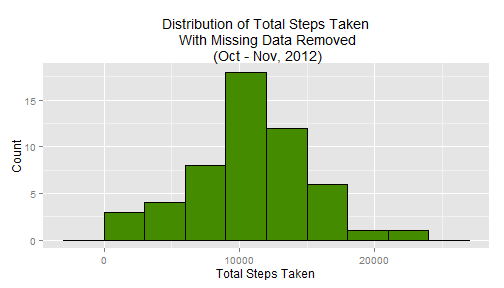 Distribution of Total Steps Taken
With Missing Data Removed
(Oct - Nov, 2012)
Count
15
10
5
0
0
10000
20000
Total Steps Taken